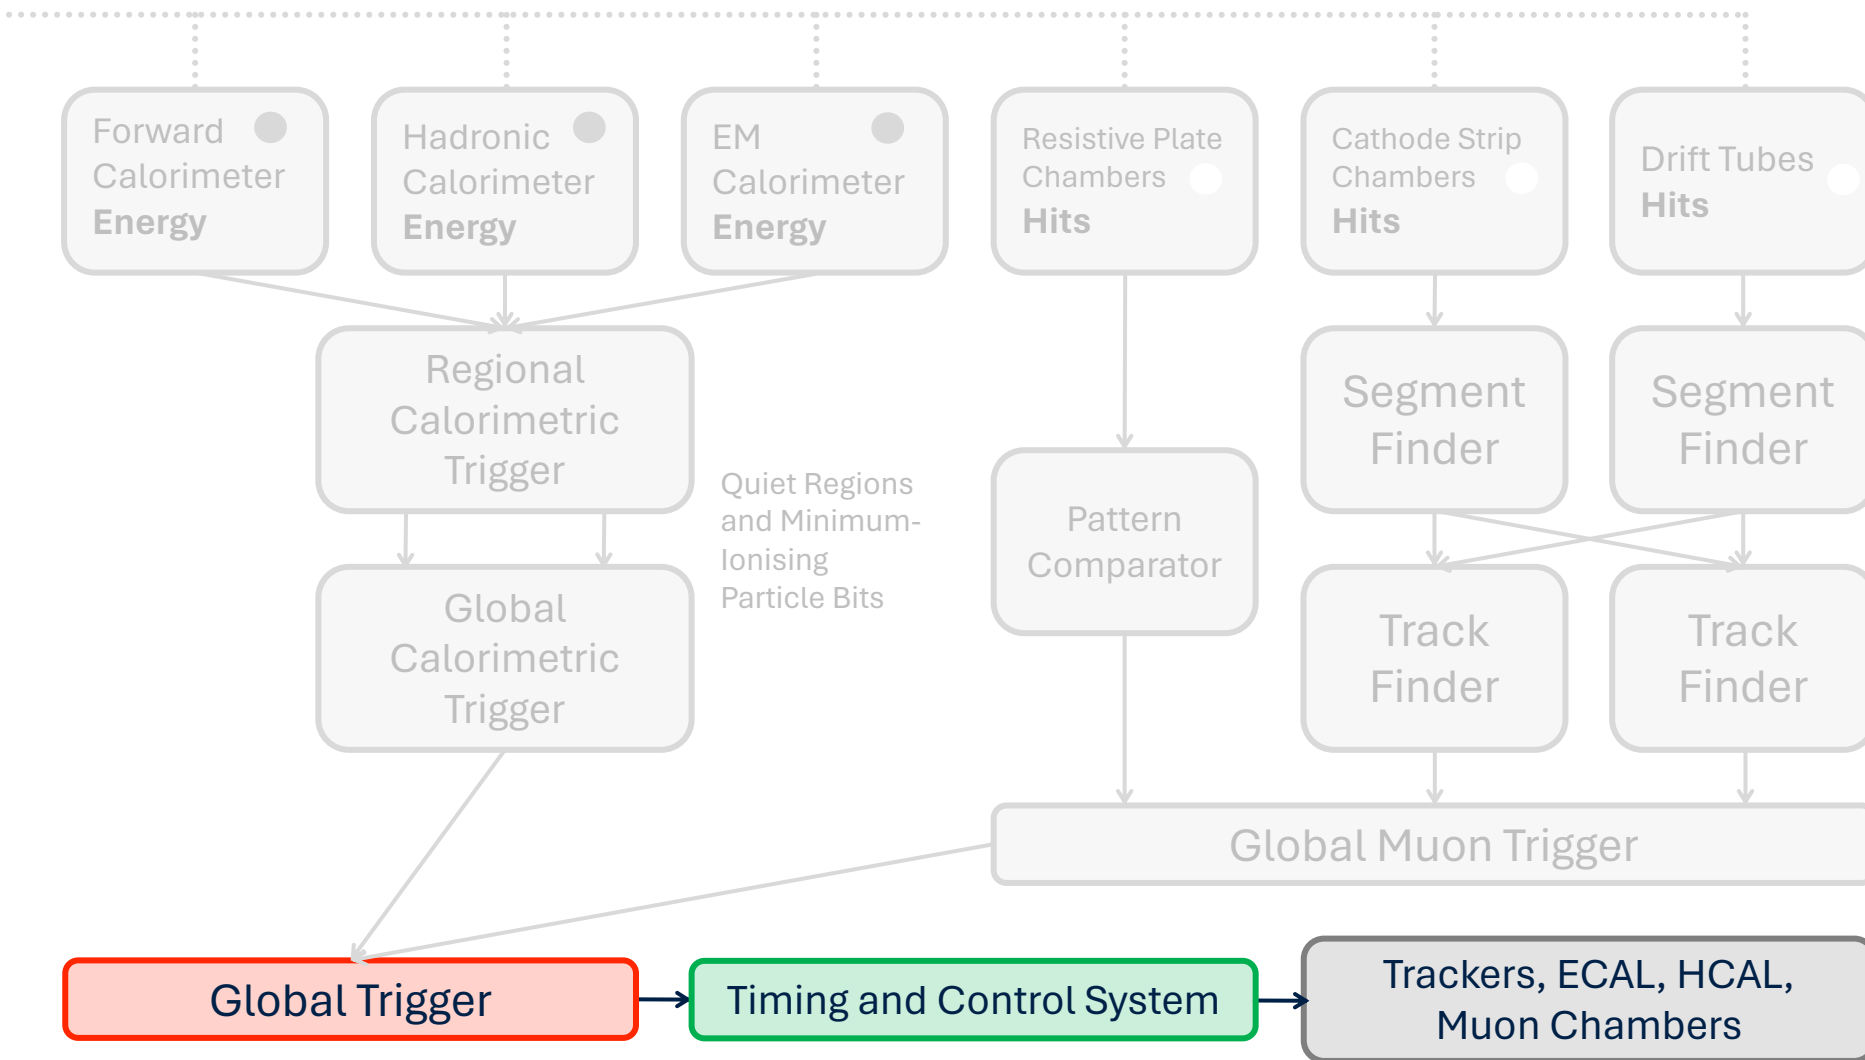 Forward
Calorimeter
Energy
Hadronic
Calorimeter
Energy
EM
Calorimeter
Energy
Resistive Plate
Chambers
Hits
Cathode Strip
Chambers
Hits
Drift Tubes
Hits
Regional
Calorimetric
Trigger
Segment
Finder
Segment
Finder
Quiet Regions
and Minimum-
Ionising
Particle Bits
Pattern
Comparator
Global
Calorimetric
Trigger
Track
Finder
Track
Finder
Global Muon Trigger
Global Trigger
Timing and Control System
Trackers, ECAL, HCAL,
Muon Chambers